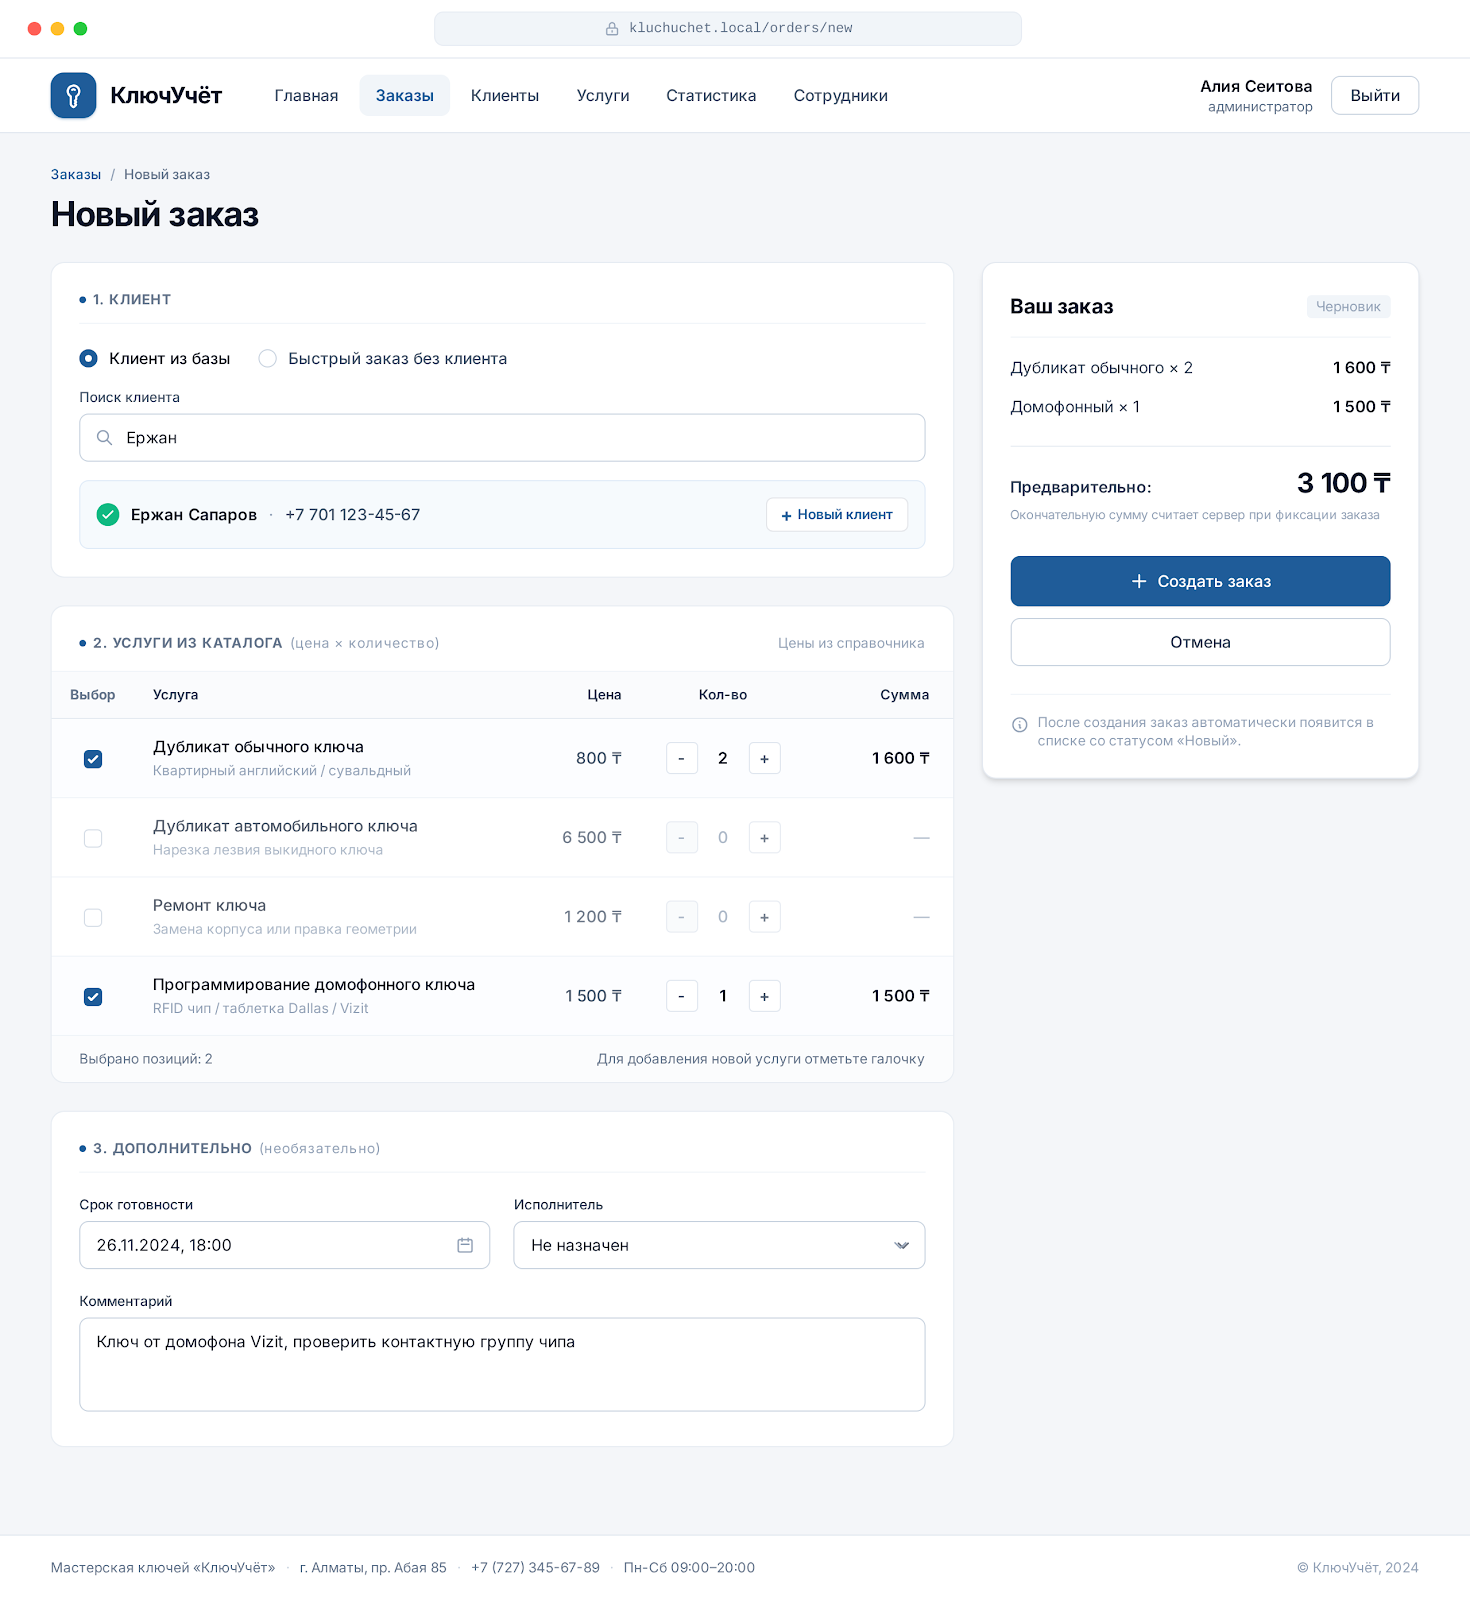 kluchuchet.local/orders/new
КлючУчёт
Главная
Заказы
Клиенты
Услуги
Статистика
Сотрудники
Алия Сеитова
администратор
Выйти
Заказы / Новый заказ
Новый заказ
1. КЛИЕНТ
Клиент из базы
Быстрый заказ без клиента
Поиск клиента
Ержан
Ержан Сапаров · +7 701 123-45-67
+ Новый клиент
2. УСЛУГИ ИЗ КАТАЛОГА (цена × количество)
Цены из справочника
Выбор Услуга Цена Кол-во Сумма
Дубликат обычного ключа
Квартирный английский / сувальдный
800 ₸ - 2 + 1 600 ₸
Дубликат автомобильного ключа
Нарезка лезвия выкидного ключа
6 500 ₸ - 0 + —
Ремонт ключа
Замена корпуса или правка геометрии
1 200 ₸ - 0 + —
Программирование домофонного ключа
RFID чип / таблетка Dallas / Vizit
1 500 ₸ - 1 + 1 500 ₸
Выбрано позиций: 2
Для добавления новой услуги отметьте галочку
3. ДОПОЛНИТЕЛЬНО (необязательно)
Срок готовности
26.11.2024, 18:00
Исполнитель
Не назначен
Комментарий
Ключ от домофона Vizit, проверить контактную группу чипа
Ваш заказ
Черновик
Дубликат обычного × 2 1 600 ₸
Домофонный × 1 1 500 ₸
Предварительно: 3 100 ₸
Окончательную сумму считает сервер при фиксации заказа
+ Создать заказ
Отмена
После создания заказ автоматически появится в
списке со статусом «Новый».
Мастерская ключей «КлючУчёт» · г. Алматы, пр. Абая 85 · +7 (727) 345-67-89 · Пн-Сб 09:00–20:00
© КлючУчёт, 2024